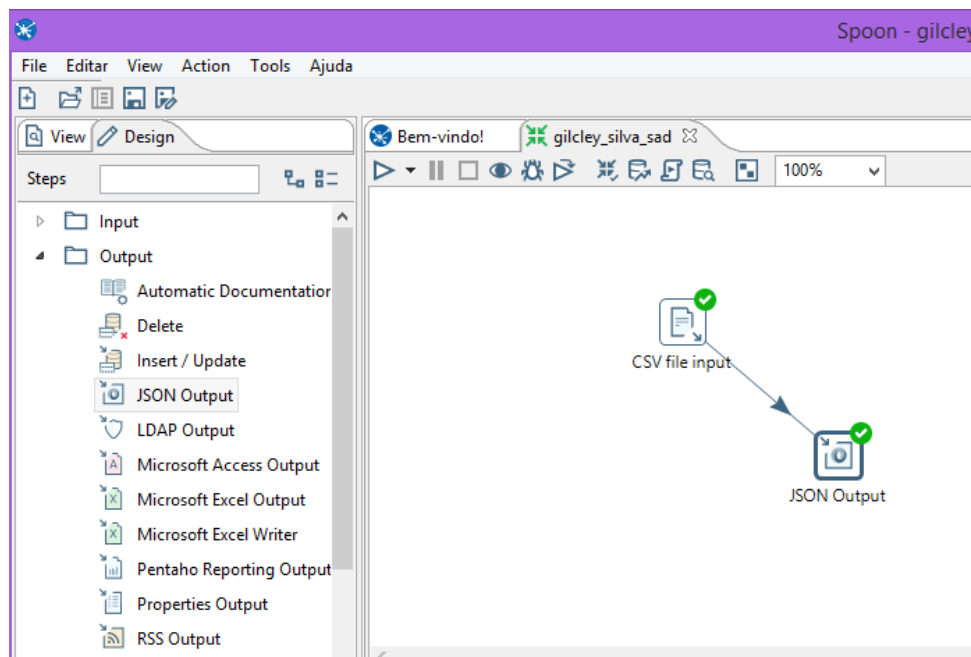 Spoon - gilcley
File Editar View Action Tools Ajuda
View Design
Bem-vindo! gilcley_silva_sad
Steps
100%
Input
Output
Automatic Documentation
Delete
Insert / Update
JSON Output
LDAP Output
Microsoft Access Output
Microsoft Excel Output
Microsoft Excel Writer
Pentaho Reporting Output
Properties Output
RSS Output
CSV file input
JSON Output